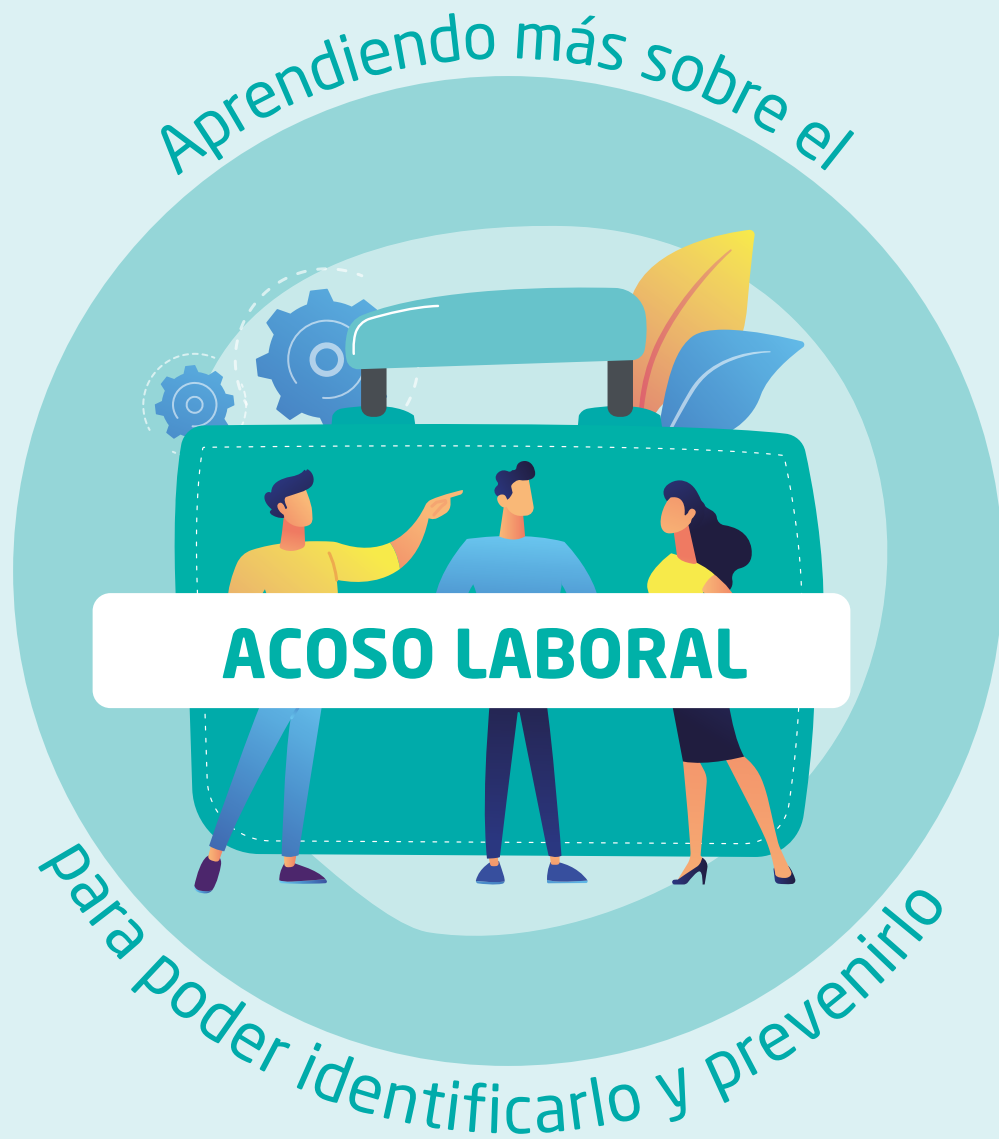 Aprendiendo más sobre el
ACOSO LABORAL
para poder identificarlo y prevenirlo